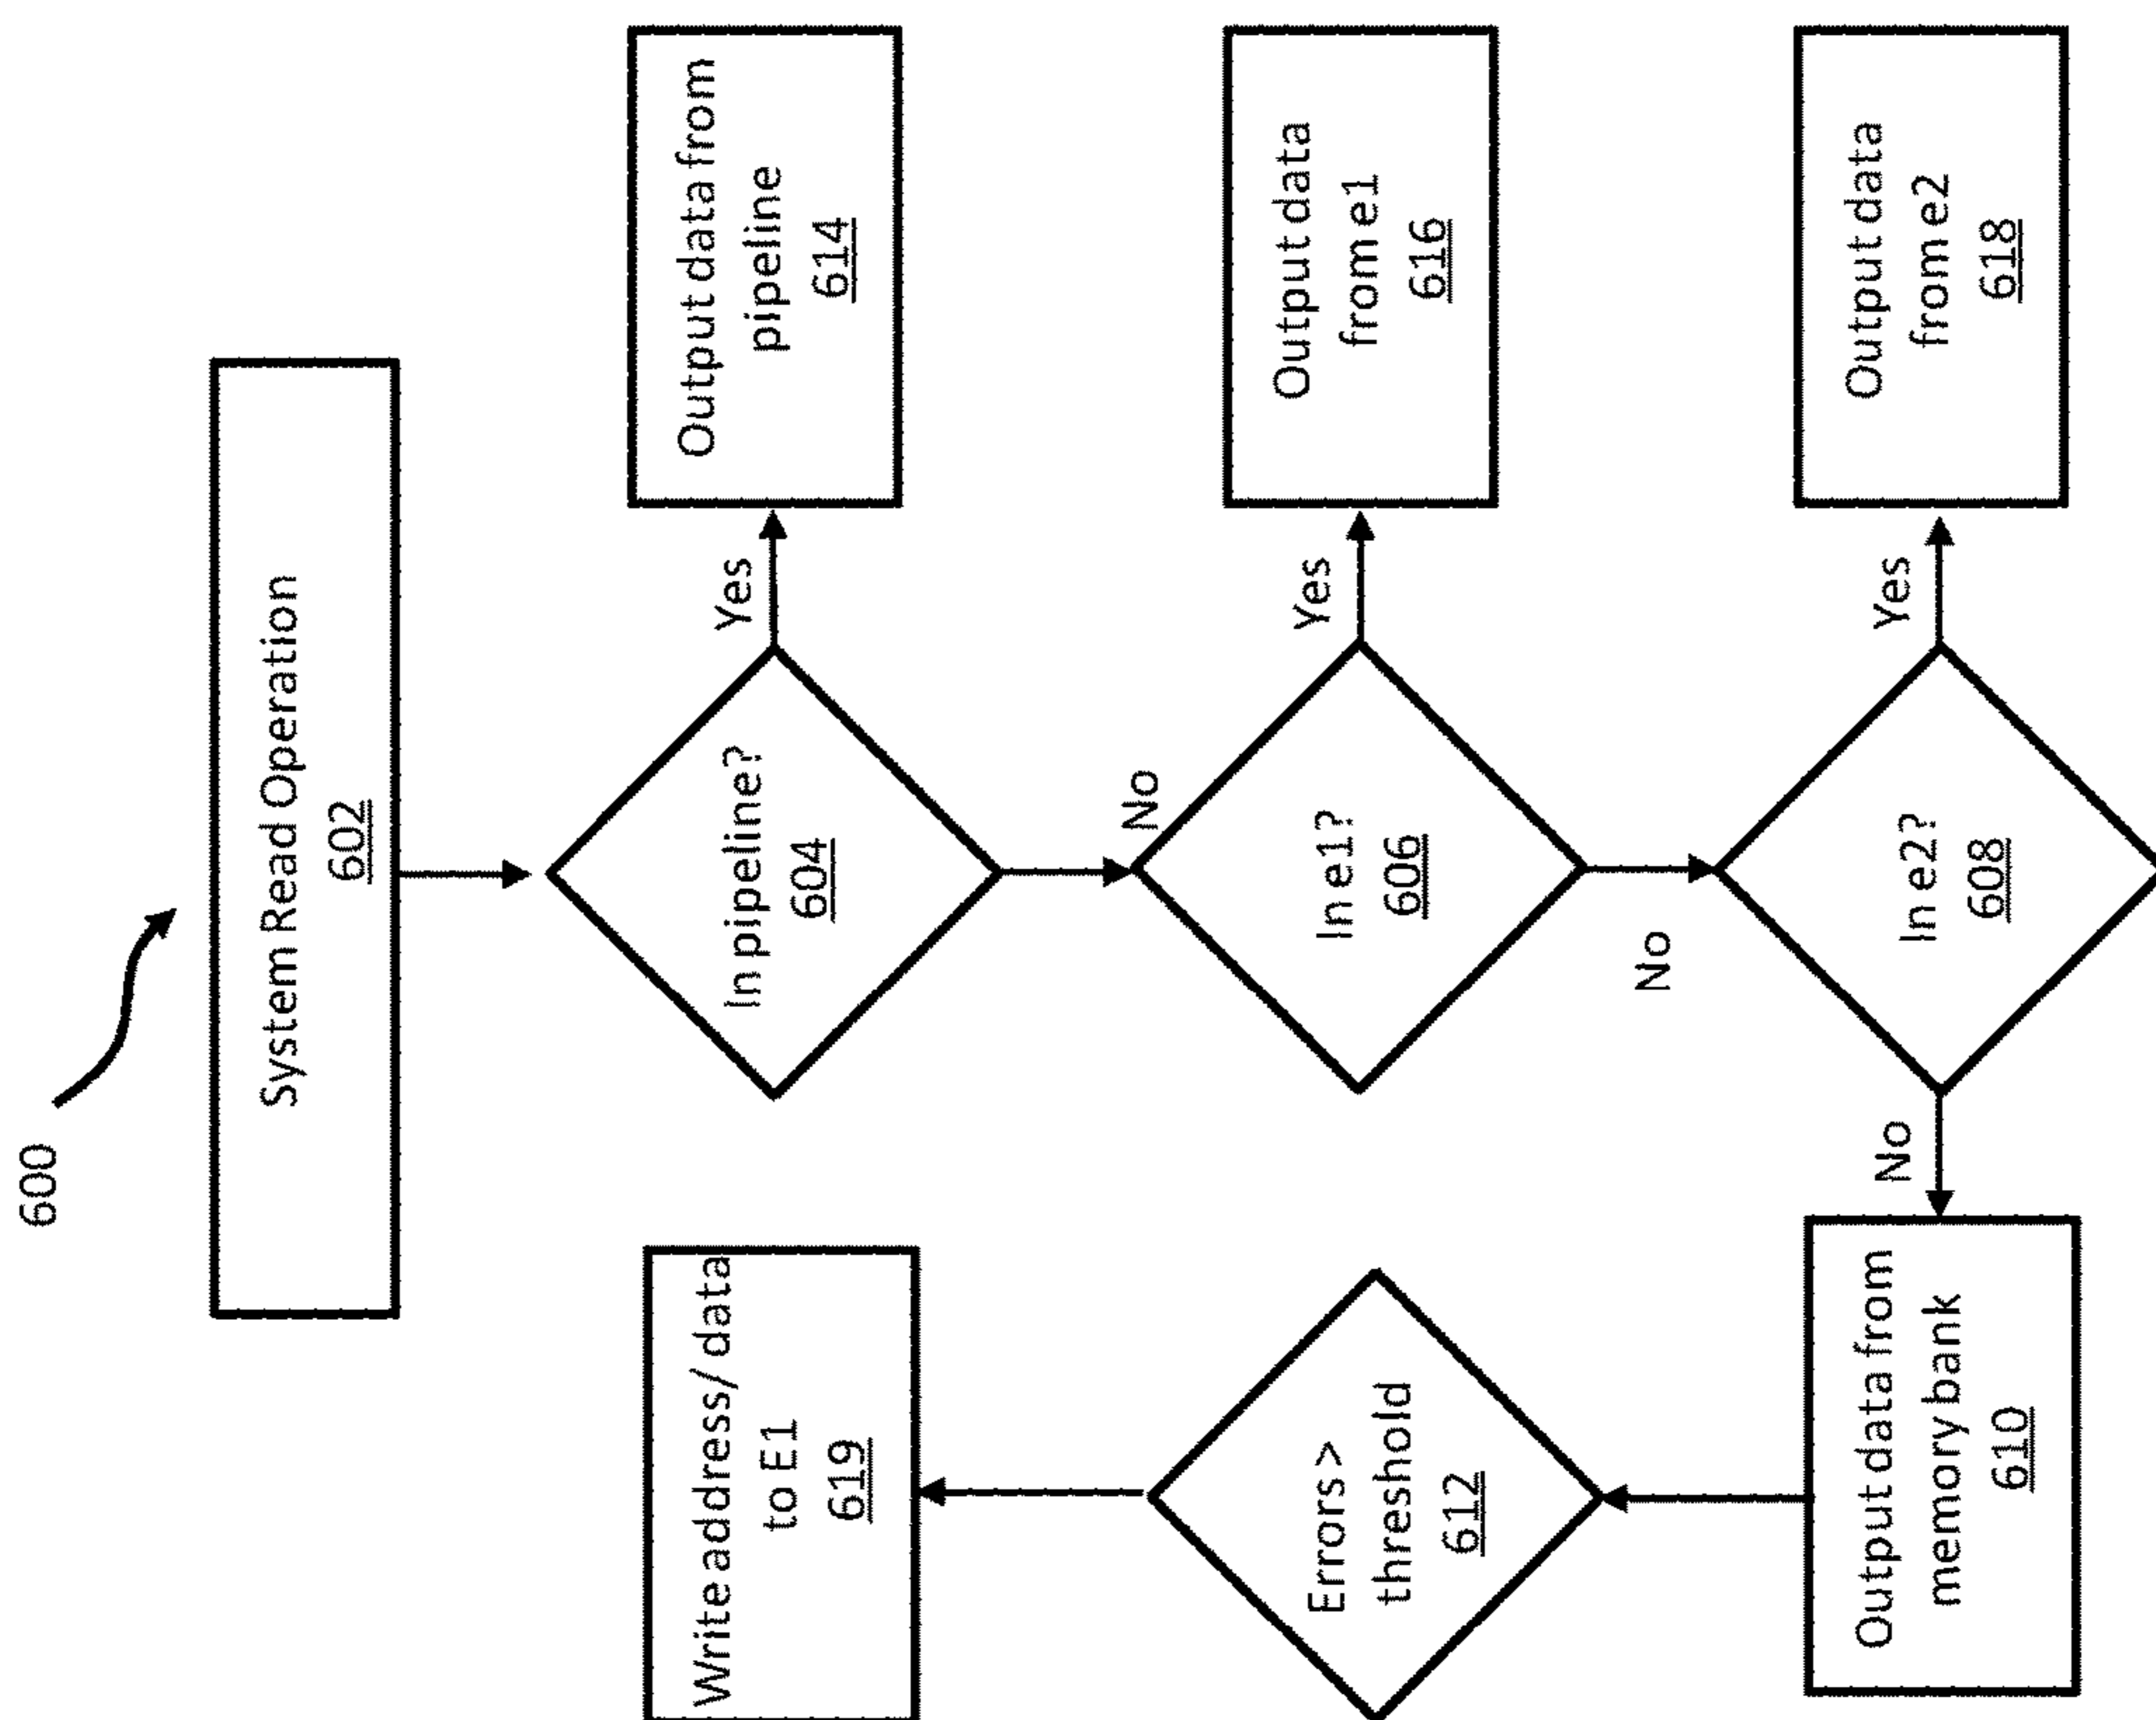 600
System Read Operation
602
In pipeline?
604
Yes
Output data from
pipeline
614
No
In e1?
606
Yes
Output data
from e1
616
No
In e2?
608
Yes
Output data
from e2
618
No
Output data from
memory bank
610
Errors >
threshold
612
Write address/ data
to E1
619